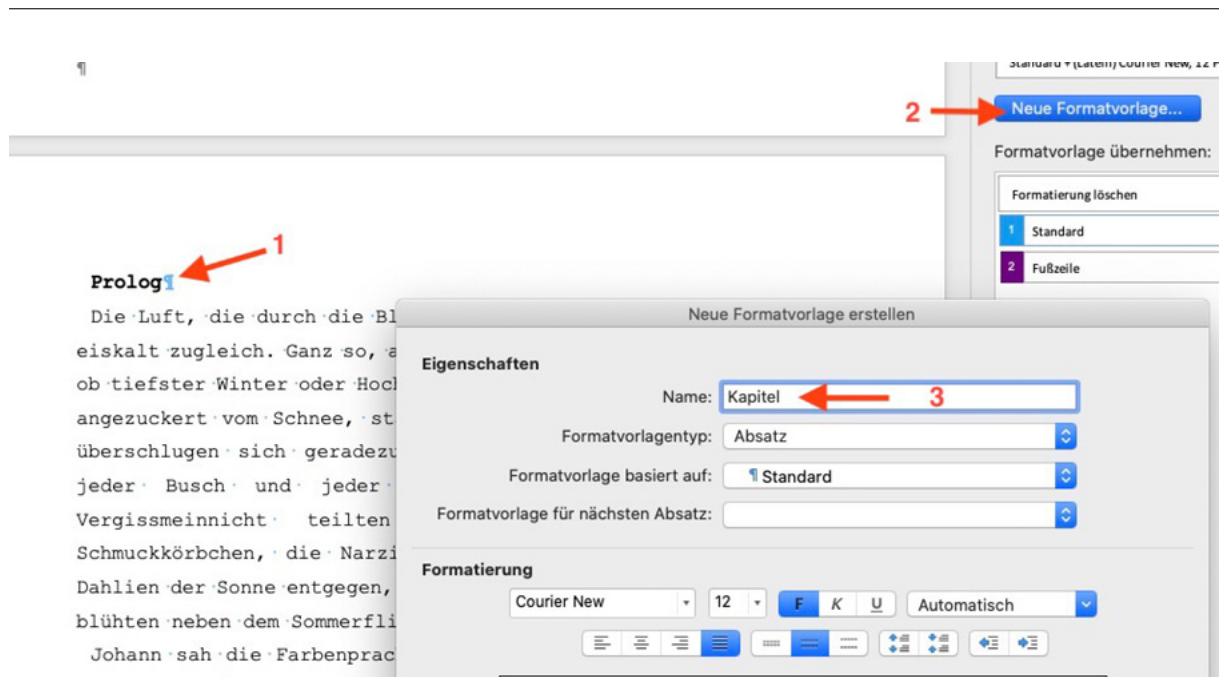 ¶
Standard + (Latein) Courier New, 12 P
2
Neue Formatvorlage...
Formatvorlage übernehmen:
Formatierung löschen
1 Standard
2 Fußzeile
1
Prolog¶
Die Luft, die durch die Bl
eiskalt zugleich. Ganz so, a
ob tiefster Winter oder Hoch
angezuckert vom Schnee, st
überschlugen sich geradezu
jeder Busch und jeder
Vergissmeinnicht teilten
Schmuckkörbchen, die Narzi
Dahlien der Sonne entgegen,
blühten neben dem Sommerfli
Johann sah die Farbenprac
Neue Formatvorlage erstellen
Eigenschaften
Name: Kapitel
3
Formatvorlagentyp: Absatz
Formatvorlage basiert auf: ¶ Standard
Formatvorlage für nächsten Absatz:
Formatierung
Courier New 12 F K U Automatisch